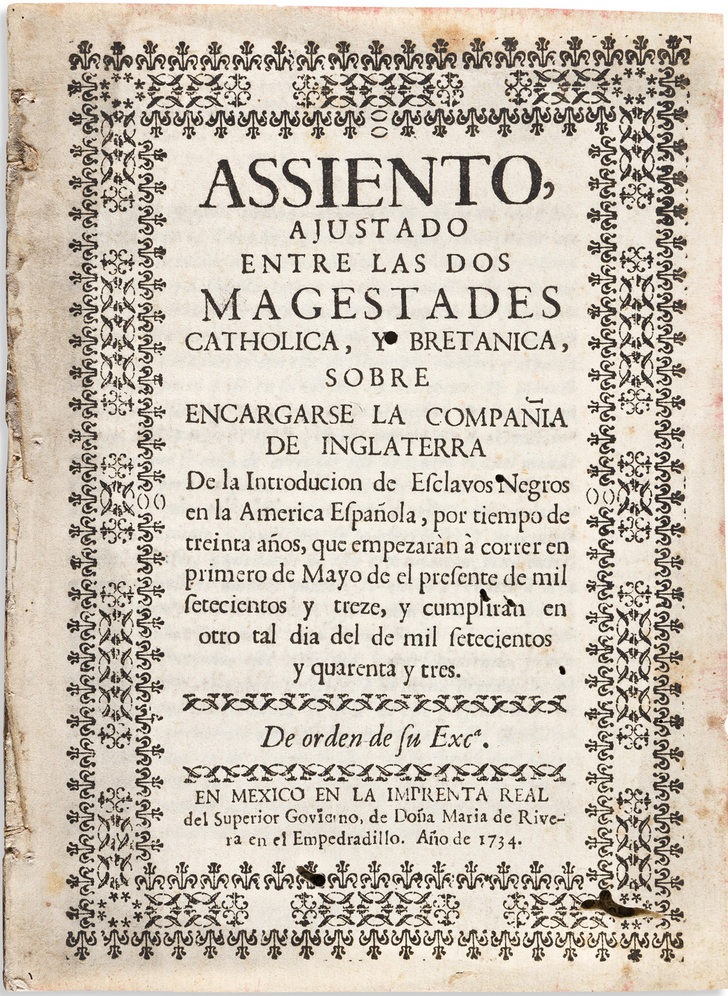 ASSIENTO,
AJUSTADO
ENTRE LAS DOS
MAGESTADES
CATHOLICA, Y BRETANICA,
SOBRE
ENCARGARSE LA COMPAÑIA
DE INGLATERRA
De la Introducion de Eſclavos Negros
en la America Eſpañola, por tiempo de
treinta años, que empezaràn à correr en
primero de Mayo de el preſente de mil
ſetecientos y treze, y cumpliràn en
otro tal dia del de mil ſetecientos
y quarenta y tres.
De orden de ſu Excª.
EN MEXICO EN LA IMPRENTA REAL
del Superior Govierno, de Doña Maria de Rive-
ra en el Empedradillo. Año de 1734.